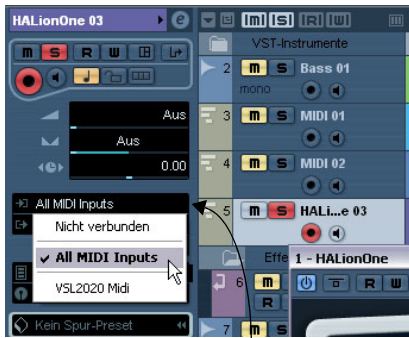 HALionOne 03
e
m S R W
Aus
Aus
0.00
All MIDI Inputs
Nicht verbunden
✓ All MIDI Inputs
VSL2020 Midi
Kein Spur-Preset
m S R W
VST-Instrumente
2 m S Bass 01
mono
3 m S MIDI 01
4 m S MIDI 02
5 m S HALi...e 03
Effe
1 - HALionOne
6 m
R
R W
7 m S